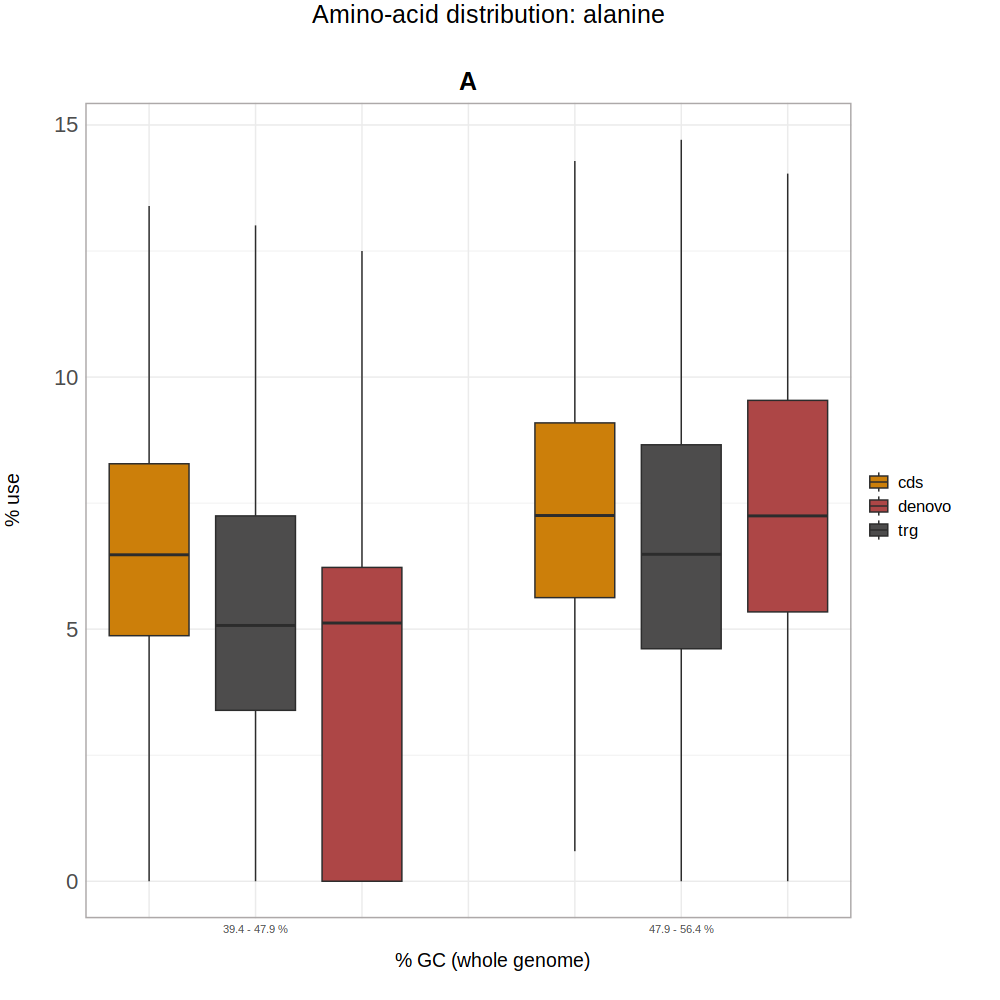 Amino-acid distribution: alanine
A
15
10
5
0
% use
39.4 - 47.9 %
47.9 - 56.4 %
% GC (whole genome)
cds
denovo
trg